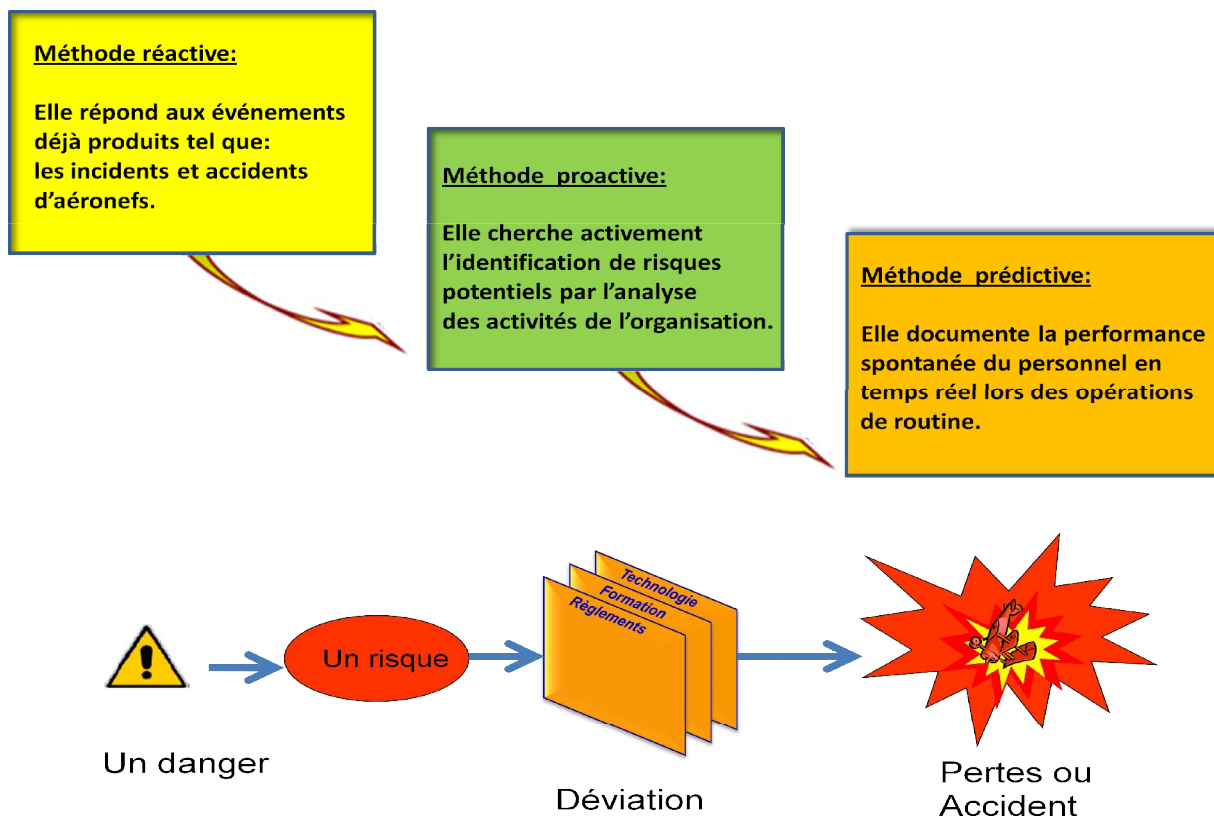 Méthode réactive:
Elle répond aux événements
déjà produits tel que:
les incidents et accidents
d’aéronefs.
Méthode proactive:
Elle cherche activement
l’identification de risques
potentiels par l’analyse
des activités de l’organisation.
Méthode prédictive:
Elle documente la performance
spontanée du personnel en
temps réel lors des opérations
de routine.
Un danger
Un risque
Technologie
Formation
Règlements
Déviation
Pertes ou
Accident